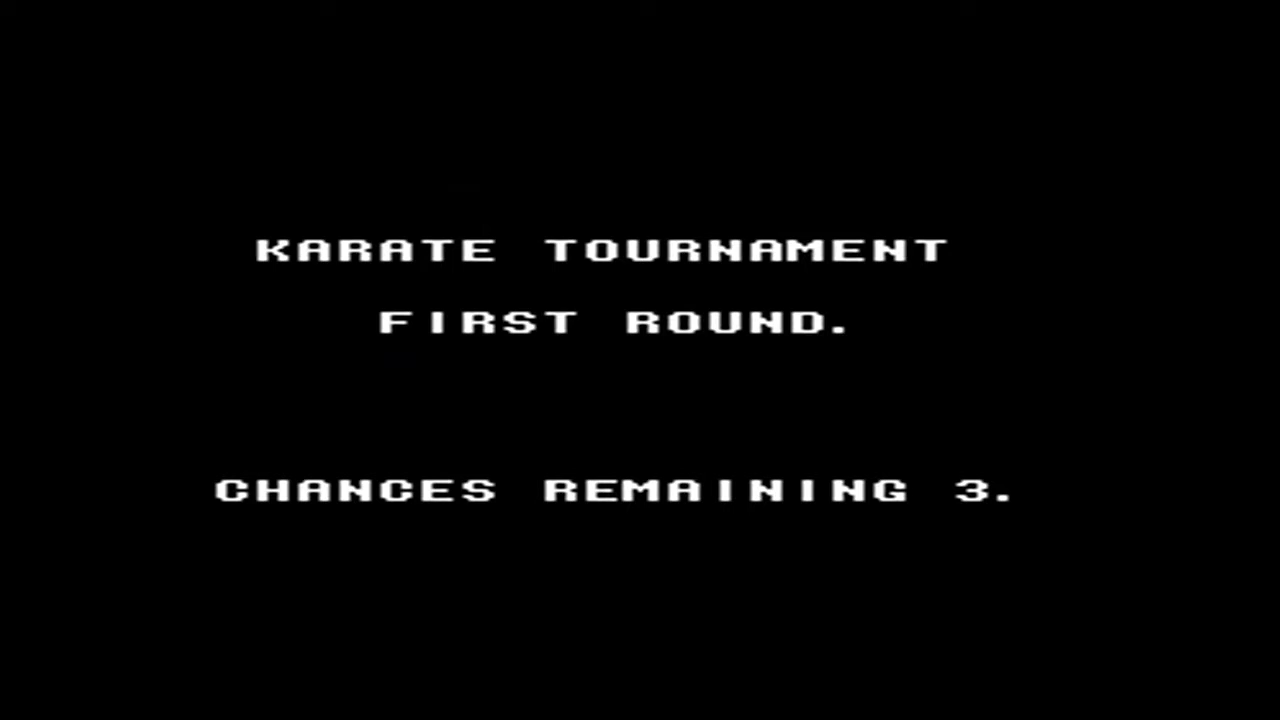 KARATE TOURNAMENT
FIRST ROUND.
CHANCES REMAINING 3.